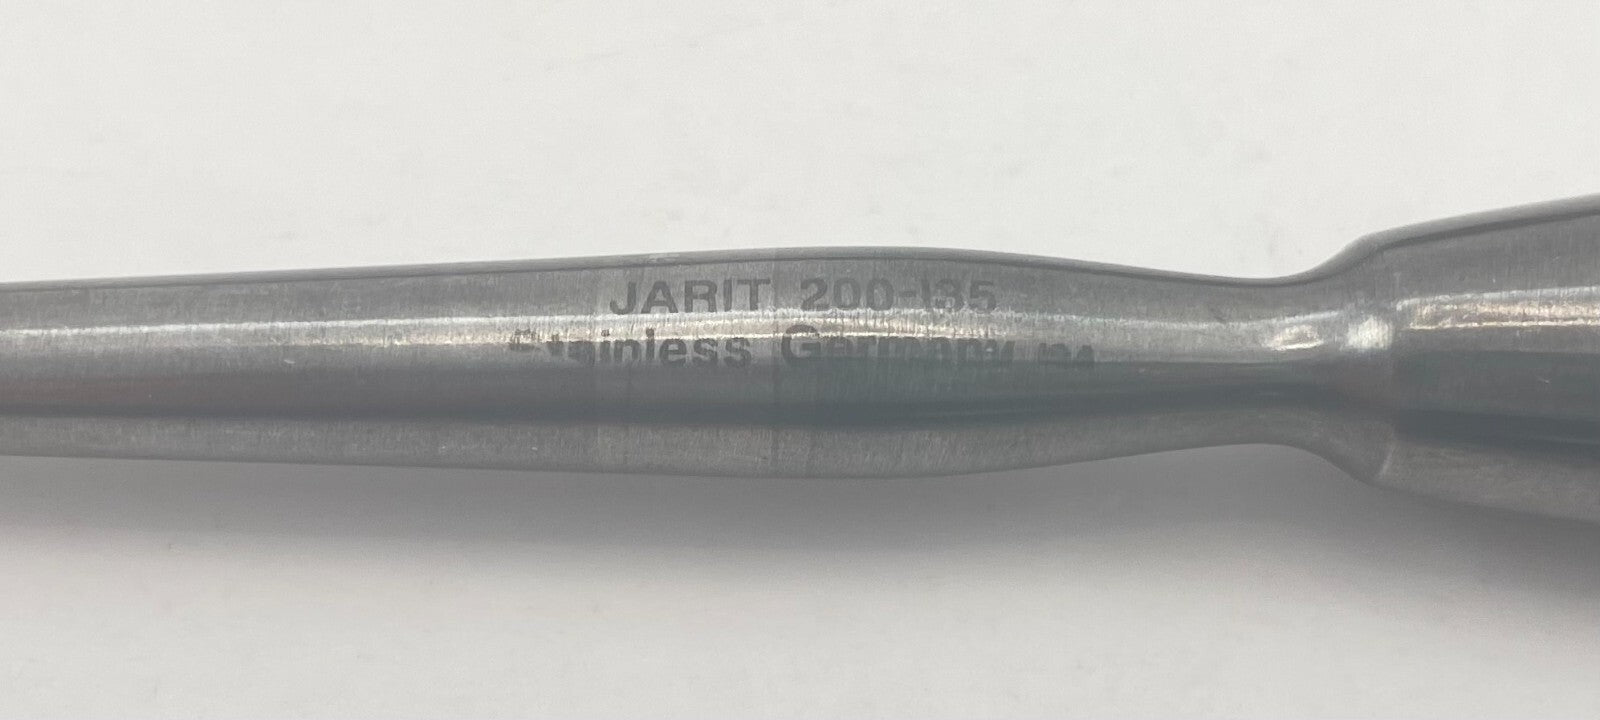 JARIT 200-135
Stainless Germany